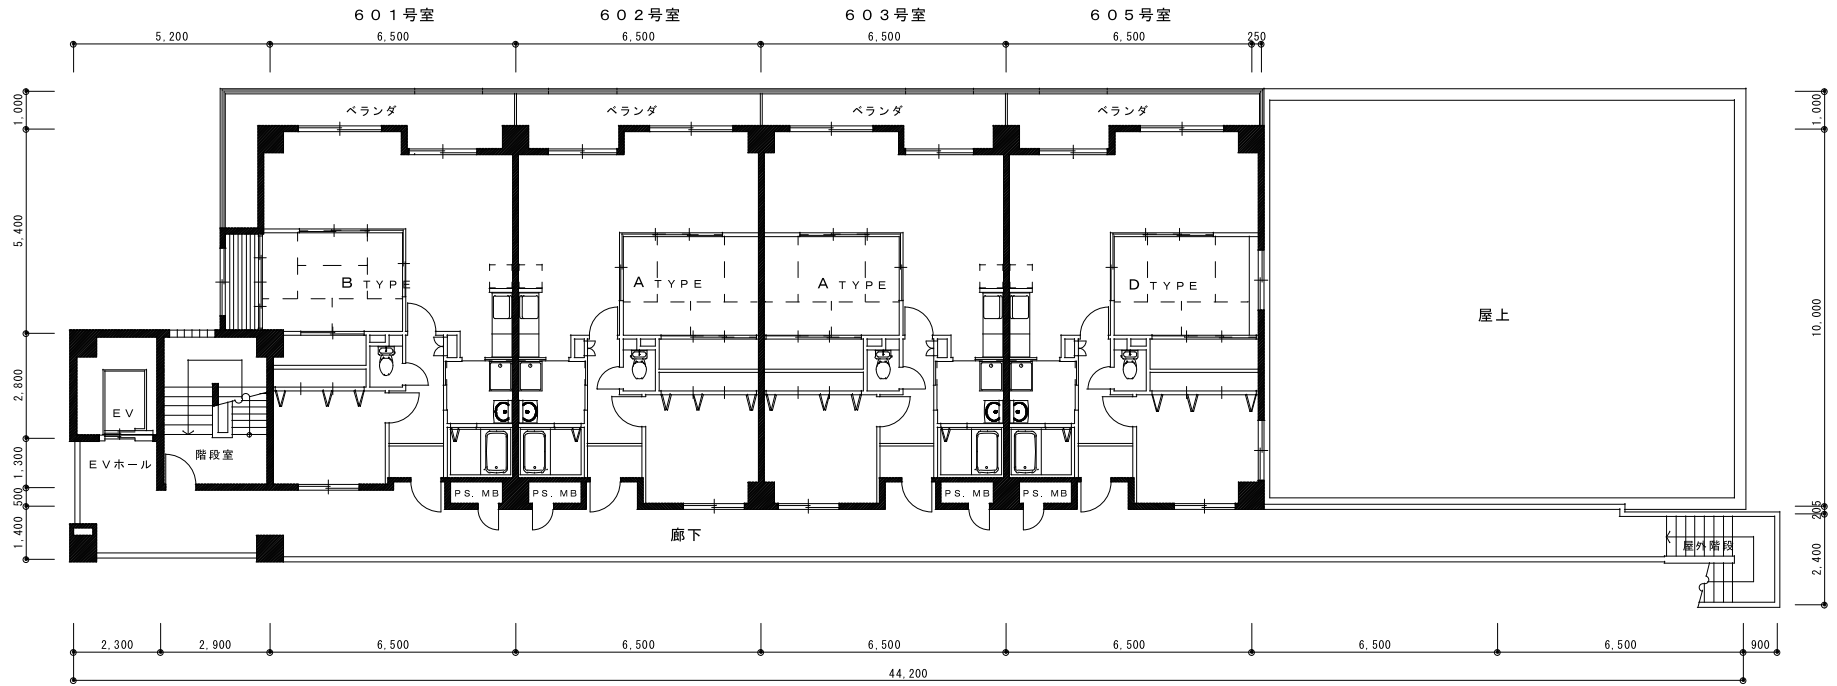 ６０１号室 ６０２号室 ６０３号室 ６０５号室
5,200 6,500 6,500 6,500 6,500 250
ベランダ ベランダ ベランダ ベランダ
1,000
1,000
5,400
B TYPE A TYPE A TYPE D TYPE
屋上
10,000
2,800
EV
階段室
EVホール
1,300
PS. MB PS. MB PS. MB PS. MB
500
205
廊下
1,400
屋外階段
2,400
2,300 2,900 6,500 6,500 6,500 6,500 6,500 6,500 900
44,200